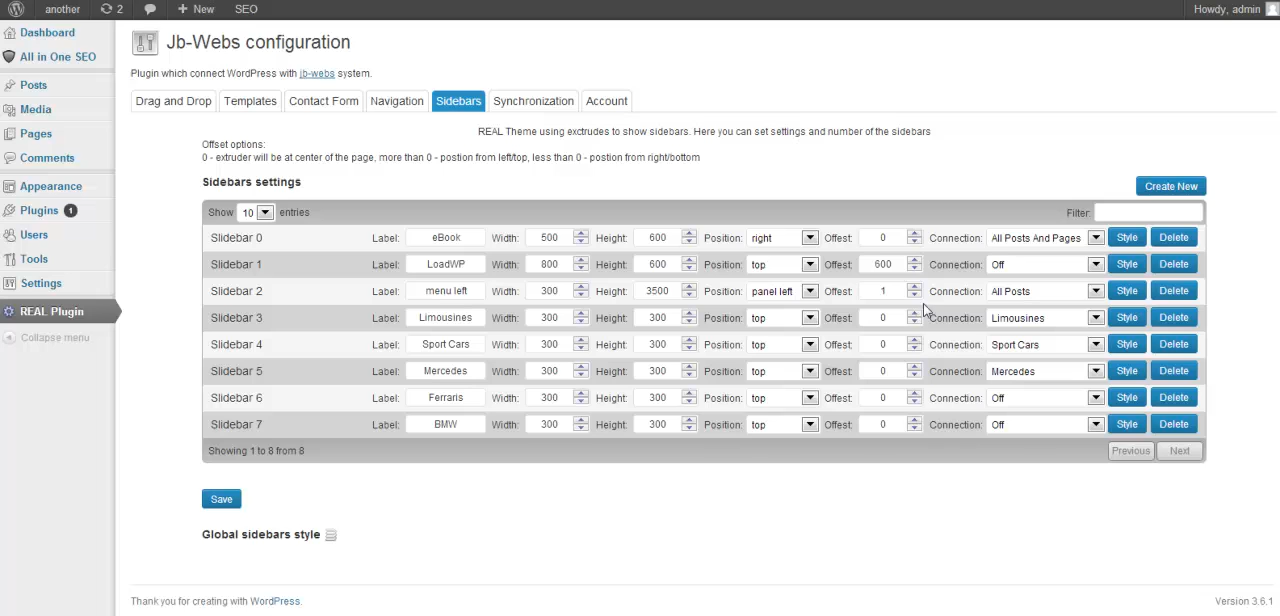 another 2 New SEO Howdy, admin
Dashboard
All in One SEO
Posts
Media
Pages
Comments
Appearance
Plugins 1
Users
Tools
Settings
REAL Plugin
Collapse menu
Jb-Webs configuration
Plugin which connect WordPress with jb-webs system.
Drag and Drop Templates Contact Form Navigation Sidebars Synchronization Account
REAL Theme using exctrudes to show sidebars. Here you can set settings and number of the sidebars
Offset options:
0 - extruder will be at center of the page, more than 0 - postion from left/top, less than 0 - postion from right/bottom
Sidebars settings Create New
Show 10 entries Filter:
Slidebar 0 Label: eBook Width: 500 Height: 600 Position: right Offest: 0 Connection: All Posts And Pages Style Delete
Slidebar 1 Label: LoadWP Width: 800 Height: 600 Position: top Offest: 600 Connection: Off Style Delete
Slidebar 2 Label: menu left Width: 300 Height: 3500 Position: panel left Offest: 1 Connection: All Posts Style Delete
Slidebar 3 Label: Limousines Width: 300 Height: 300 Position: top Offest: 0 Connection: Limousines Style Delete
Slidebar 4 Label: Sport Cars Width: 300 Height: 300 Position: top Offest: 0 Connection: Sport Cars Style Delete
Slidebar 5 Label: Mercedes Width: 300 Height: 300 Position: top Offest: 0 Connection: Mercedes Style Delete
Slidebar 6 Label: Ferraris Width: 300 Height: 300 Position: top Offest: 0 Connection: Off Style Delete
Slidebar 7 Label: BMW Width: 300 Height: 300 Position: top Offest: 0 Connection: Off Style Delete
Showing 1 to 8 from 8 Previous Next
Save
Global sidebars style
Thank you for creating with WordPress. Version 3.6.1